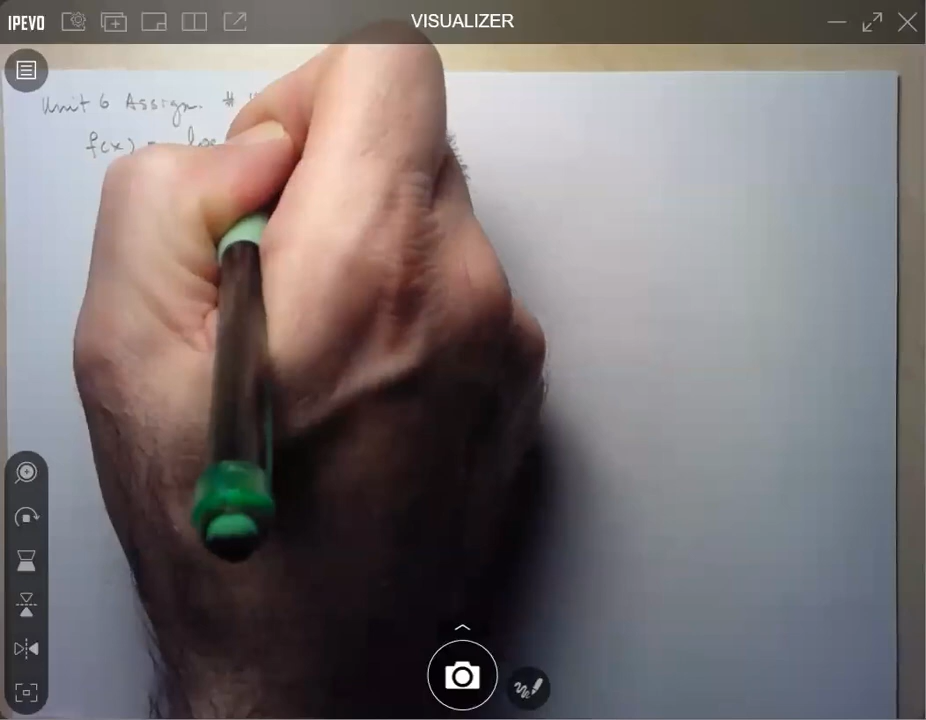 IPEVO
VISUALIZER
Unit 6 Assign. #
f(x) =